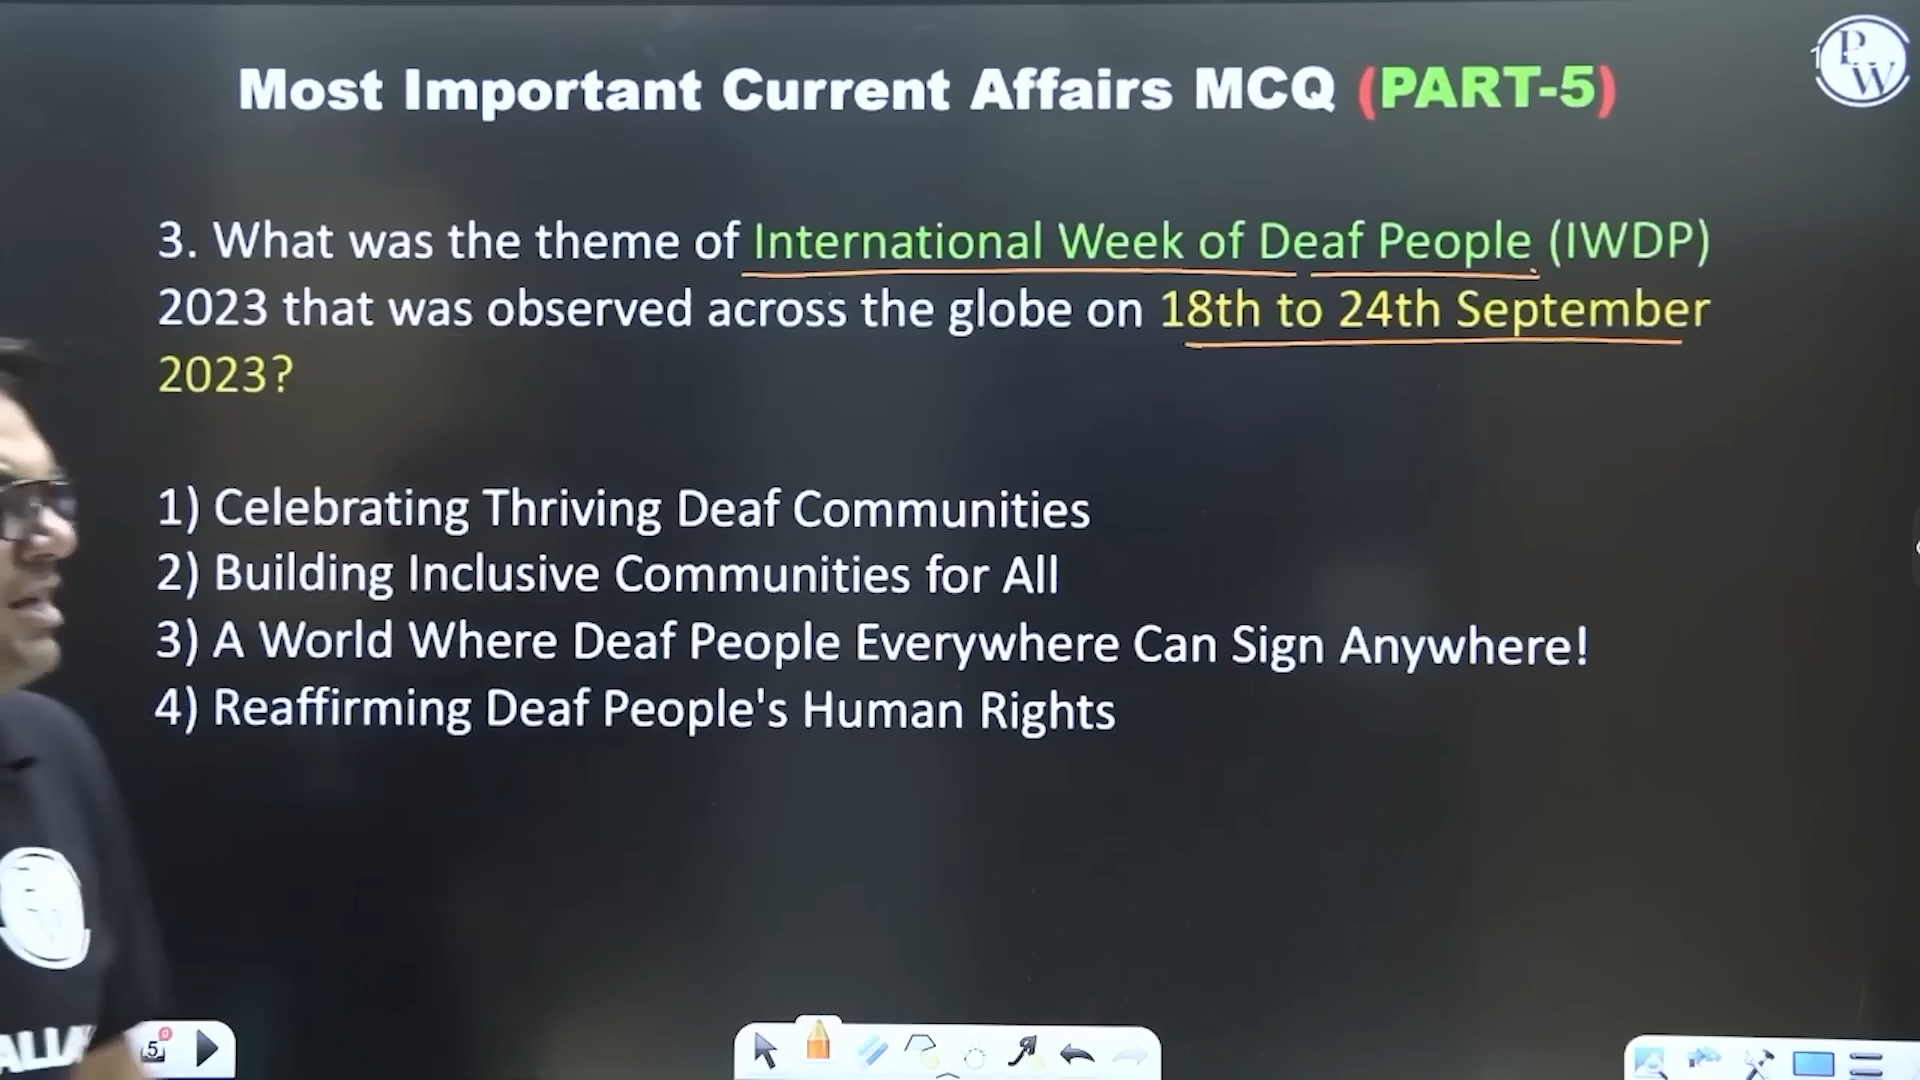 Most Important Current Affairs MCQ (PART-5)
PW
3. What was the theme of International Week of Deaf People (IWDP)
2023 that was observed across the globe on 18th to 24th September
2023?
1) Celebrating Thriving Deaf Communities
2) Building Inclusive Communities for All
3) A World Where Deaf People Everywhere Can Sign Anywhere!
4) Reaffirming Deaf People's Human Rights
5